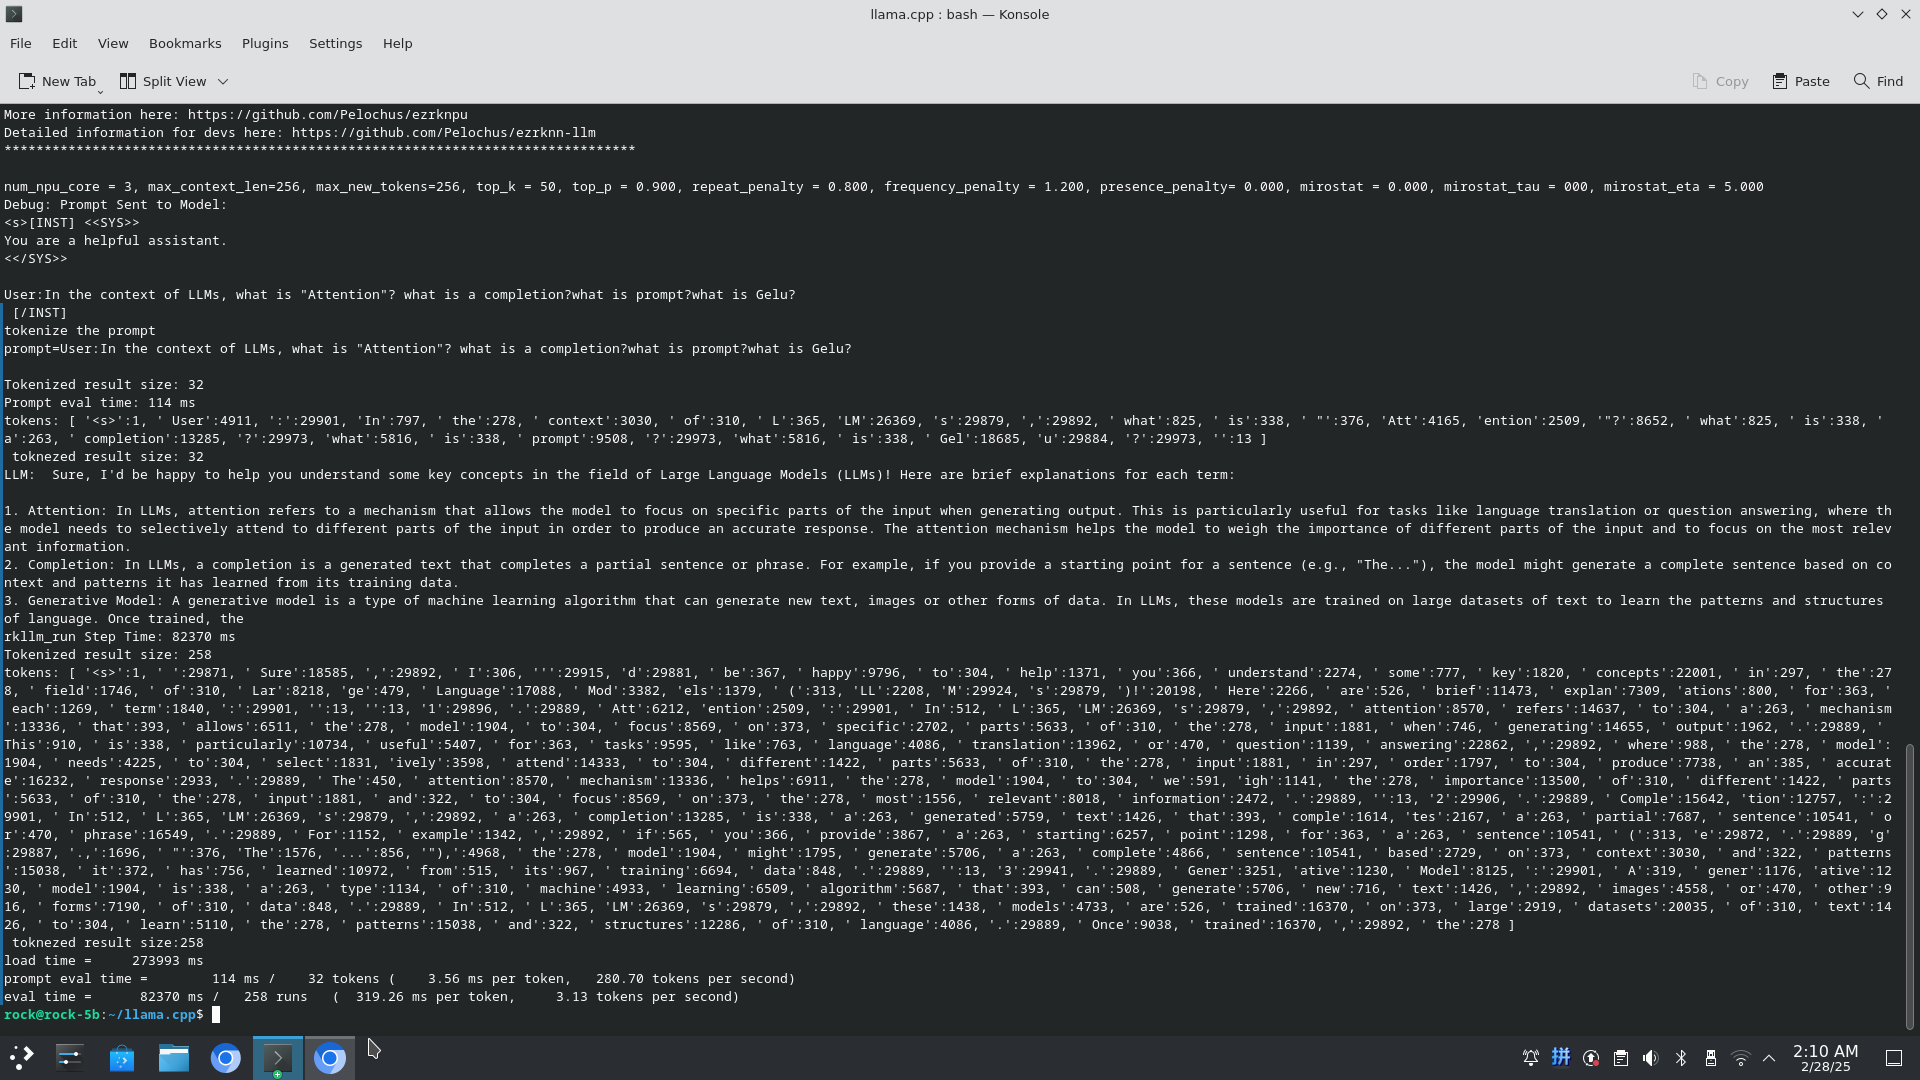 llama.cpp : bash — Konsole
File Edit View Bookmarks Plugins Settings Help
New Tab Split View Copy Paste Find
More information here: https://github.com/Pelochus/ezrknpu
Detailed information for devs here: https://github.com/Pelochus/ezrknn-llm
*******************************************************************************
num_npu_core = 3, max_context_len=256, max_new_tokens=256, top_k = 50, top_p = 0.900, repeat_penalty = 0.800, frequency_penalty = 1.200, presence_penalty= 0.000, mirostat = 0.000, mirostat_tau = 000, mirostat_eta = 5.000
Debug: Prompt Sent to Model:
<s>[INST] <<SYS>>
You are a helpful assistant.
<</SYS>>
User:In the context of LLMs, what is "Attention"? what is a completion?what is prompt?what is Gelu?
[/INST]
tokenize the prompt
prompt=User:In the context of LLMs, what is "Attention"? what is a completion?what is prompt?what is Gelu?
Tokenized result size: 32
Prompt eval time: 114 ms
tokens: [ '<s>':1, ' User':4911, ':':29901, 'In':797, ' the':278, ' context':3030, ' of':310, ' L':365, 'LM':26369, 's':29879, ',':29892, ' what':825, ' is':338, ' "':376, 'Att':4165, 'ention':2509, '"?':8652, ' what':825, ' is':338, '
a':263, ' completion':13285, '?':29973, 'what':5816, ' is':338, ' prompt':9508, '?':29973, 'what':5816, ' is':338, ' Gel':18685, 'u':29884, '?':29973, '':13 ]
toknezed result size: 32
LLM:  Sure, I'd be happy to help you understand some key concepts in the field of Large Language Models (LLMs)! Here are brief explanations for each term:
1. Attention: In LLMs, attention refers to a mechanism that allows the model to focus on specific parts of the input when generating output. This is particularly useful for tasks like language translation or question answering, where th
e model needs to selectively attend to different parts of the input in order to produce an accurate response. The attention mechanism helps the model to weigh the importance of different parts of the input and to focus on the most relev
ant information.
2. Completion: In LLMs, a completion is a generated text that completes a partial sentence or phrase. For example, if you provide a starting point for a sentence (e.g., "The..."), the model might generate a complete sentence based on co
ntext and patterns it has learned from its training data.
3. Generative Model: A generative model is a type of machine learning algorithm that can generate new text, images or other forms of data. In LLMs, these models are trained on large datasets of text to learn the patterns and structures
of language. Once trained, the
rkllm_run Step Time: 82370 ms
Tokenized result size: 258
tokens: [ '<s>':1, ' ':29871, ' Sure':18585, ',':29892, ' I':306, ''':29915, 'd':29881, ' be':367, ' happy':9796, ' to':304, ' help':1371, ' you':366, ' understand':2274, ' some':777, ' key':1820, ' concepts':22001, ' in':297, ' the':27
8, ' field':1746, ' of':310, ' Lar':8218, 'ge':479, ' Language':17088, ' Mod':3382, 'els':1379, ' (':313, 'LL':2208, 'M':29924, 's':29879, ')!':20198, ' Here':2266, ' are':526, ' brief':11473, ' explan':7309, 'ations':800, ' for':363, '
each':1269, ' term':1840, ':':29901, '':13, '':13, '1':29896, '.':29889, ' Att':6212, 'ention':2509, ':':29901, ' In':512, ' L':365, 'LM':26369, 's':29879, ',':29892, ' attention':8570, ' refers':14637, ' to':304, ' a':263, ' mechanism
':13336, ' that':393, ' allows':6511, ' the':278, ' model':1904, ' to':304, ' focus':8569, ' on':373, ' specific':2702, ' parts':5633, ' of':310, ' the':278, ' input':1881, ' when':746, ' generating':14655, ' output':1962, '.':29889, '
This':910, ' is':338, ' particularly':10734, ' useful':5407, ' for':363, ' tasks':9595, ' like':763, ' language':4086, ' translation':13962, ' or':470, ' question':1139, ' answering':22862, ',':29892, ' where':988, ' the':278, ' model':
1904, ' needs':4225, ' to':304, ' select':1831, 'ively':3598, ' attend':14333, ' to':304, ' different':1422, ' parts':5633, ' of':310, ' the':278, ' input':1881, ' in':297, ' order':1797, ' to':304, ' produce':7738, ' an':385, ' accurat
e':16232, ' response':2933, '.':29889, ' The':450, ' attention':8570, ' mechanism':13336, ' helps':6911, ' the':278, ' model':1904, ' to':304, ' we':591, 'igh':1141, ' the':278, ' importance':13500, ' of':310, ' different':1422, ' parts
':5633, ' of':310, ' the':278, ' input':1881, ' and':322, ' to':304, ' focus':8569, ' on':373, ' the':278, ' most':1556, ' relevant':8018, ' information':2472, '.':29889, '':13, '2':29906, '.':29889, ' Comple':15642, 'tion':12757, ':':2
9901, ' In':512, ' L':365, 'LM':26369, 's':29879, ',':29892, ' a':263, ' completion':13285, ' is':338, ' a':263, ' generated':5759, ' text':1426, ' that':393, ' comple':1614, 'tes':2167, ' a':263, ' partial':7687, ' sentence':10541, ' o
r':470, ' phrase':16549, '.':29889, ' For':1152, ' example':1342, ',':29892, ' if':565, ' you':366, ' provide':3867, ' a':263, ' starting':6257, ' point':1298, ' for':363, ' a':263, ' sentence':10541, ' (':313, 'e':29872, '.':29889, 'g'
:29887, '.,':1696, ' "':376, 'The':1576, '...':856, '"),':4968, ' the':278, ' model':1904, ' might':1795, ' generate':5706, ' a':263, ' complete':4866, ' sentence':10541, ' based':2729, ' on':373, ' context':3030, ' and':322, ' patterns
':15038, ' it':372, ' has':756, ' learned':10972, ' from':515, ' its':967, ' training':6694, ' data':848, '.':29889, '':13, '3':29941, '.':29889, ' Gener':3251, 'ative':1230, ' Model':8125, ':':29901, ' A':319, ' gener':1176, 'ative':12
30, ' model':1904, ' is':338, ' a':263, ' type':1134, ' of':310, ' machine':4933, ' learning':6509, ' algorithm':5687, ' that':393, ' can':508, ' generate':5706, ' new':716, ' text':1426, ',':29892, ' images':4558, ' or':470, ' other':9
16, ' forms':7190, ' of':310, ' data':848, '.':29889, ' In':512, ' L':365, 'LM':26369, 's':29879, ',':29892, ' these':1438, ' models':4733, ' are':526, ' trained':16370, ' on':373, ' large':2919, ' datasets':20035, ' of':310, ' text':14
26, ' to':304, ' learn':5110, ' the':278, ' patterns':15038, ' and':322, ' structures':12286, ' of':310, ' language':4086, '.':29889, ' Once':9038, ' trained':16370, ',':29892, ' the':278 ]
toknezed result size:258
load time =     273993 ms
prompt eval time =        114 ms /    32 tokens (    3.56 ms per token,   280.70 tokens per second)
eval time =      82370 ms /   258 runs   (  319.26 ms per token,     3.13 tokens per second)
rock@rock-5b:~/llama.cpp$
拼
2:10 AM
2/28/25